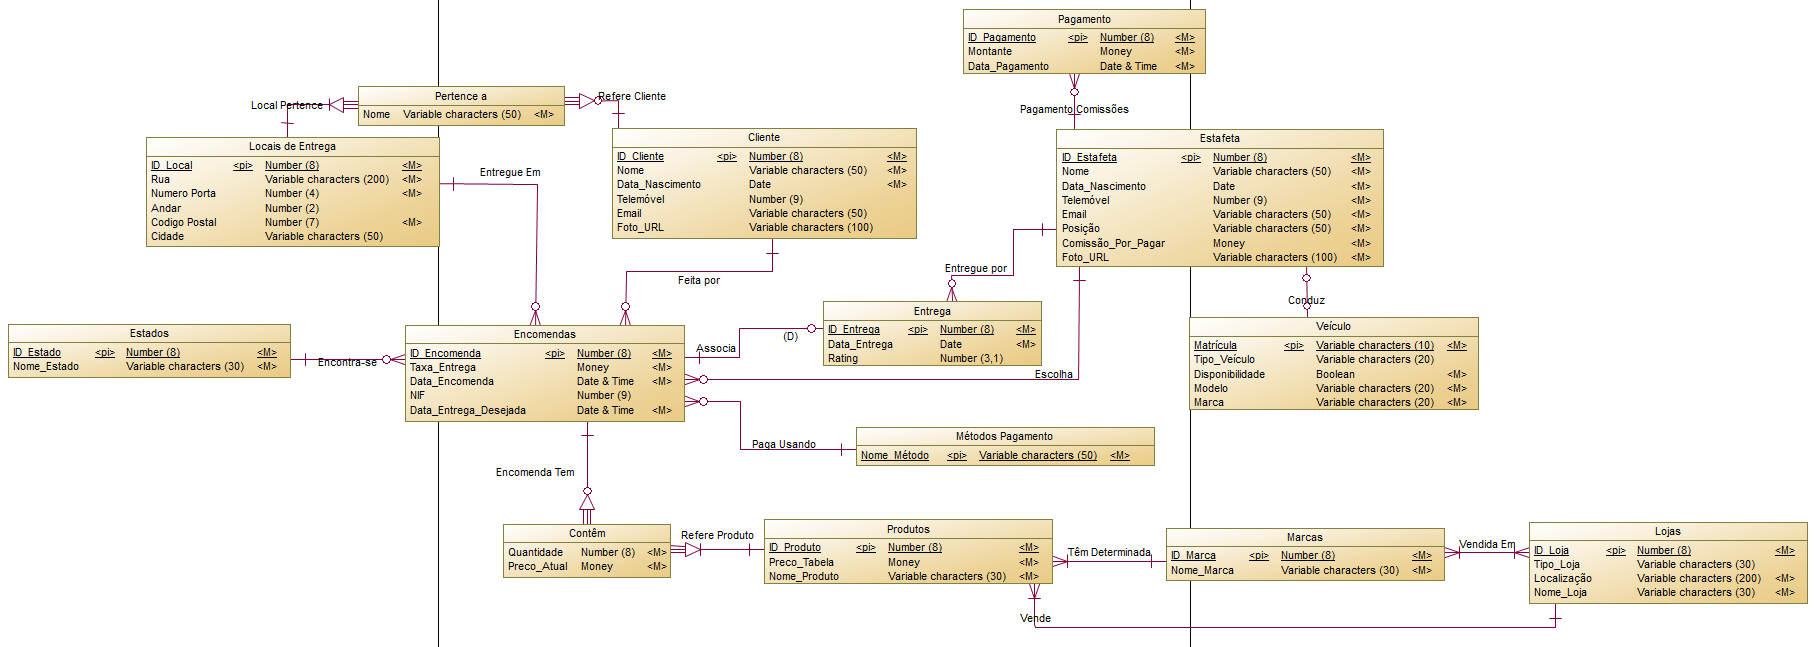 Pagamento
ID_Pagamento <pi> Number (8) <M>
Montante Money <M>
Data_Pagamento Date & Time <M>
Pertence a
Nome Variable characters (50) <M>
Local Pertence
Refere Cliente
Pagamento Comissões
Locais de Entrega
ID_Local <pi> Number (8) <M>
Rua Variable characters (200) <M>
Numero Porta Number (4) <M>
Andar Number (2)
Codigo Postal Number (7) <M>
Cidade Variable characters (50)
Cliente
ID_Cliente <pi> Number (8) <M>
Nome Variable characters (50) <M>
Data_Nascimento Date <M>
Telemóvel Number (9)
Email Variable characters (50)
Foto_URL Variable characters (100)
Estafeta
ID_Estafeta <pi> Number (8) <M>
Nome Variable characters (50) <M>
Data_Nascimento Date <M>
Telemóvel Number (9) <M>
Email Variable characters (50) <M>
Posição Variable characters (50) <M>
Comissão_Por_Pagar Money <M>
Foto_URL Variable characters (100) <M>
Entregue Em
Feita por
Entregue por
Conduz
Estados
ID_Estado <pi> Number (8) <M>
Nome_Estado Variable characters (30) <M>
Encontra-se
Encomendas
ID_Encomenda <pi> Number (8) <M>
Taxa_Entrega Money <M>
Data_Encomenda Date & Time <M>
NIF Number (9)
Data_Entrega_Desejada Date & Time <M>
Associa
(D)
Entrega
ID_Entrega <pi> Number (8) <M>
Data_Entrega Date <M>
Rating Number (3,1)
Escolha
Veículo
Matrícula <pi> Variable characters (10) <M>
Tipo_Veículo Variable characters (20)
Disponibilidade Boolean <M>
Modelo Variable characters (20) <M>
Marca Variable characters (20) <M>
Paga Usando
Métodos Pagamento
Nome_Método <pi> Variable characters (50) <M>
Encomenda Tem
Contêm
Quantidade Number (8) <M>
Preco_Atual Money <M>
Refere Produto
Produtos
ID_Produto <pi> Number (8) <M>
Preco_Tabela Money <M>
Nome_Produto Variable characters (30) <M>
Têm Determinada
Marcas
ID_Marca <pi> Number (8) <M>
Nome_Marca Variable characters (30) <M>
Vendida Em
Lojas
ID_Loja <pi> Number (8) <M>
Tipo_Loja Variable characters (30)
Localização Variable characters (200) <M>
Nome_Loja Variable characters (30) <M>
Vende